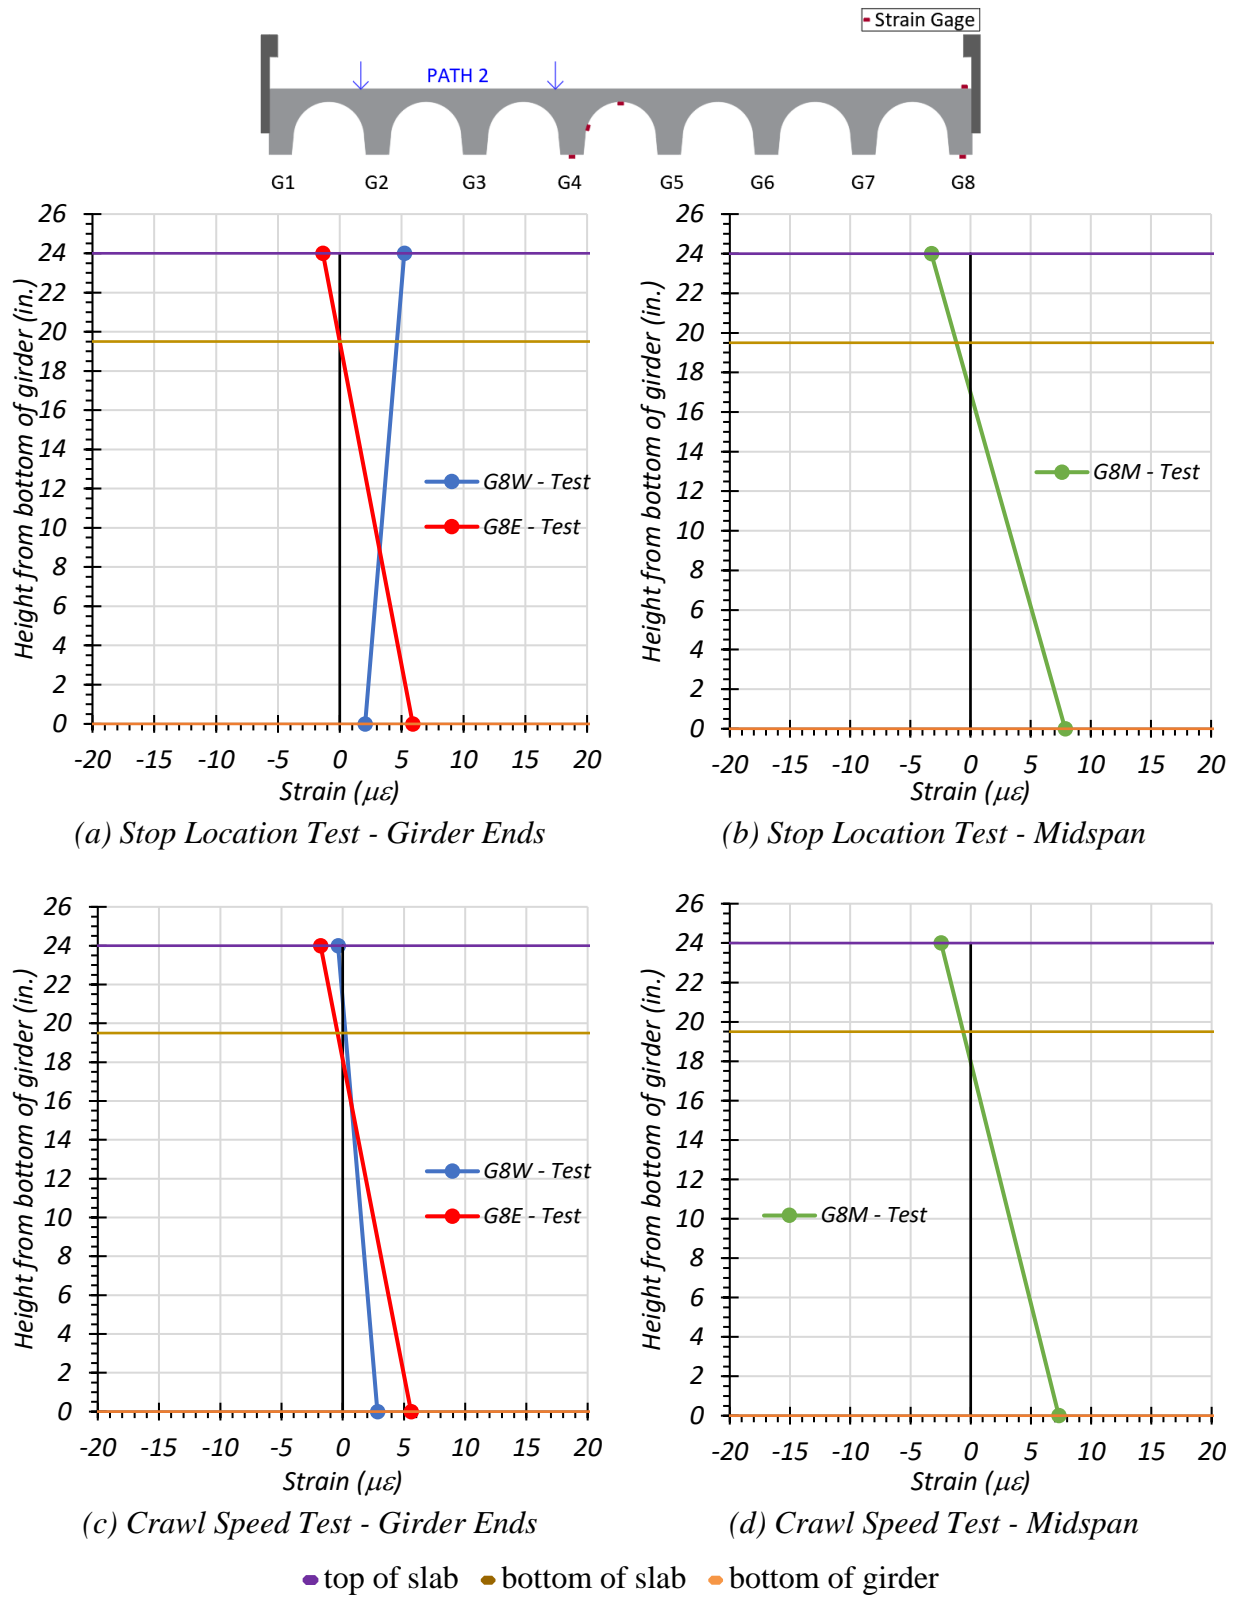 Strain Gage
PATH 2
G1 G2 G3 G4 G5 G6 G7 G8
Height from bottom of girder (in.)
26
24
22
20
18
16
14
12
10
8
6
4
2
0
-20 -15 -10 -5 0 5 10 15 20
Strain (με)
G8W - Test
G8E - Test
(a) Stop Location Test - Girder Ends
Height from bottom of girder (in.)
26
24
22
20
18
16
14
12
10
8
6
4
2
0
-20 -15 -10 -5 0 5 10 15 20
Strain (με)
G8M - Test
(b) Stop Location Test - Midspan
Height from bottom of girder (in.)
26
24
22
20
18
16
14
12
10
8
6
4
2
0
-20 -15 -10 -5 0 5 10 15 20
Strain (με)
G8W - Test
G8E - Test
(c) Crawl Speed Test - Girder Ends
Height from bottom of girder (in.)
26
24
22
20
18
16
14
12
10
8
6
4
2
0
-20 -15 -10 -5 0 5 10 15 20
Strain (με)
G8M - Test
(d) Crawl Speed Test - Midspan
top of slab bottom of slab bottom of girder